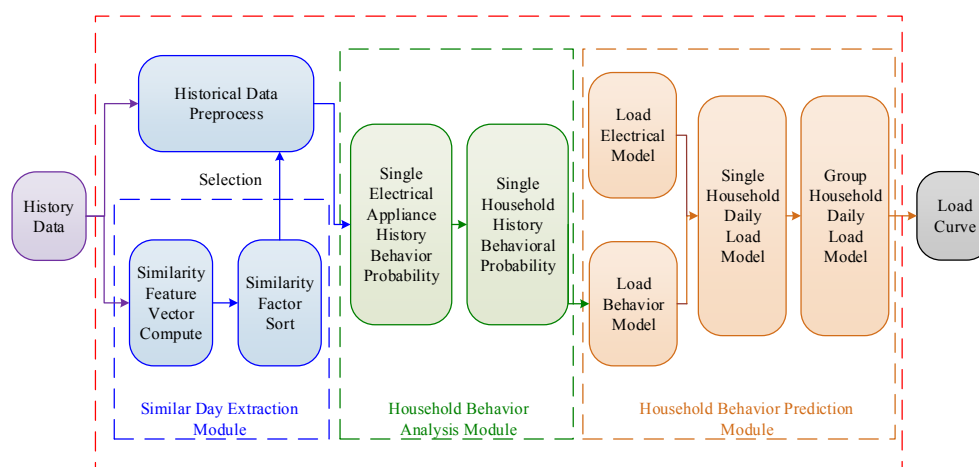 History
Data
Historical Data
Preprocess
Selection
Similarity
Feature
Vector
Compute
Similarity
Factor
Sort
Similar Day Extraction
Module
Single
Electrical
Appliance
History
Behavior
Probability
Single
Household
History
Behavioral
Probability
Household Behavior
Analysis Module
Load
Electrical
Model
Load
Behavior
Model
Single
Household
Daily
Load
Model
Group
Household
Daily
Load
Model
Household Behavior Prediction
Module
Load
Curve